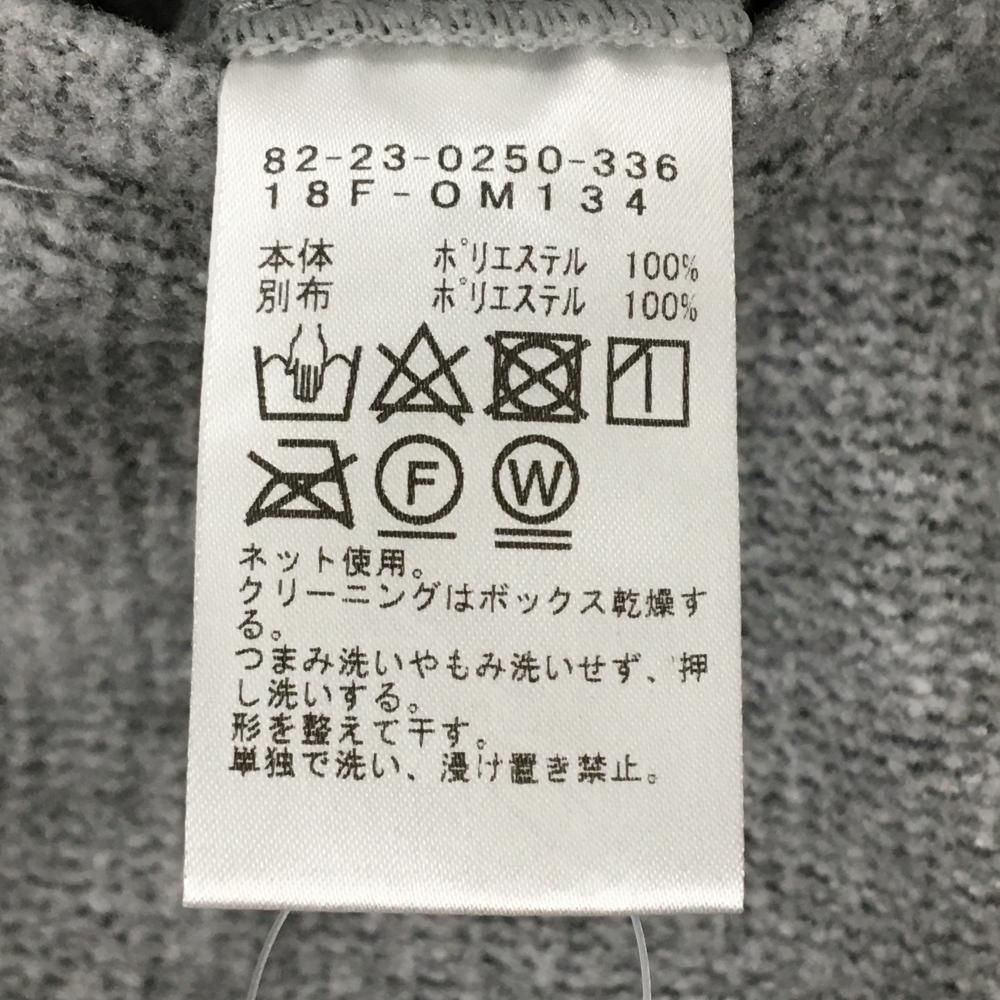 82-23-0250-336
18F-OM134
本体 ポリエステル 100%
別布 ポリエステル 100%
F W
ネット使用。
クリーニングはボックス乾燥す
る。
つまみ洗いやもみ洗いせず、押
し洗いする。
形を整えて干す。
単独で洗い、漫け置き禁止。